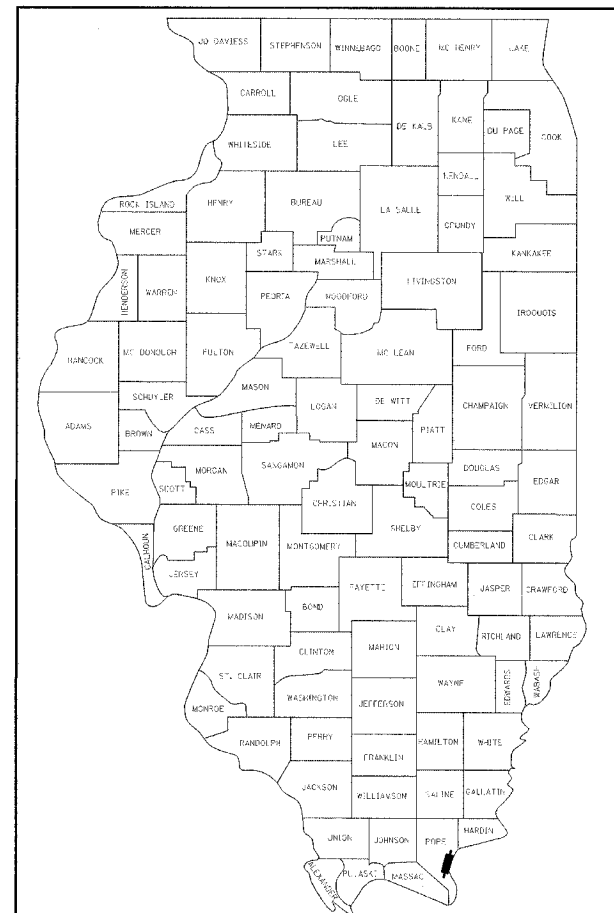 JO DAVIESS STEPHENSON WINNEBAGO BOONE MC HENRY LAKE
CARROLL OGLE DE KALB KANE DU PAGE COOK
WHITESIDE LEE KENDALL WILL
ROCK ISLAND HENRY BUREAU LA SALLE GRUNDY
MERCER PUTNAM
STARK MARSHALL KANKAKEE
HENDERSON WARREN KNOX PEORIA WOODFORD LIVINGSTON IROQUOIS
HANCOCK MC DONOUGH FULTON TAZEWELL MC LEAN FORD
SCHUYLER MASON LOGAN DE WITT CHAMPAIGN VERMILION
ADAMS BROWN CASS MENARD MACON PIATT
PIKE SCOTT MORGAN SANGAMON CHRISTIAN MOULTRIE DOUGLAS EDGAR
COLES
CALHOUN GREENE MACOUPIN MONTGOMERY SHELBY CUMBERLAND CLARK
JERSEY FAYETTE EFFINGHAM JASPER CRAWFORD
MADISON BOND
CLINTON MARION CLAY RICHLAND LAWRENCE
ST. CLAIR WASHINGTON WAYNE EDWARDS WABASH
MONROE JEFFERSON
RANDOLPH PERRY FRANKLIN HAMILTON WHITE
JACKSON WILLIAMSON SALINE GALLATIN
UNION JOHNSON POPE HARDIN
ALEXANDER PULASKI MASSAC